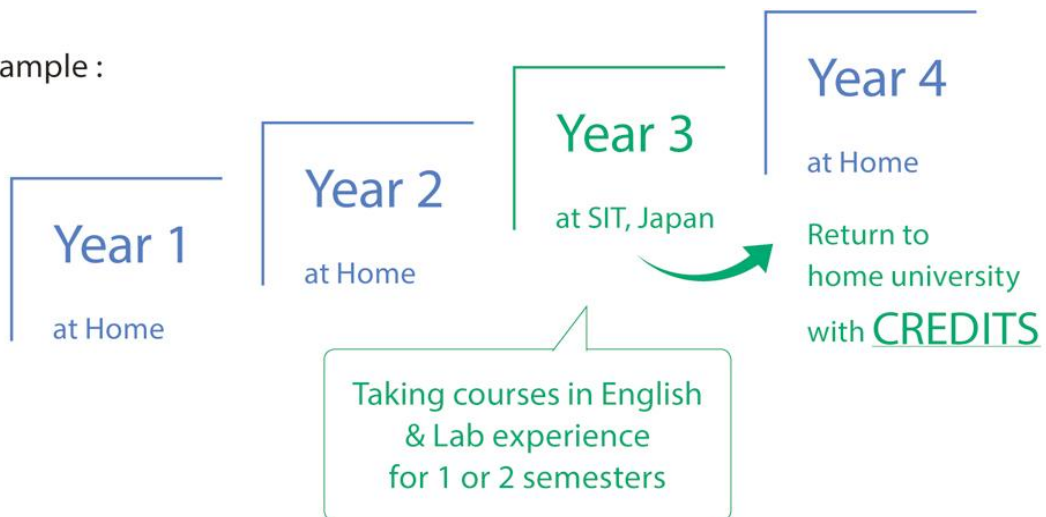 ample :
Year 1
at Home
Year 2
at Home
Year 3
at SIT, Japan
Taking courses in English
& Lab experience
for 1 or 2 semesters
Year 4
at Home
Return to
home university
with CREDITS